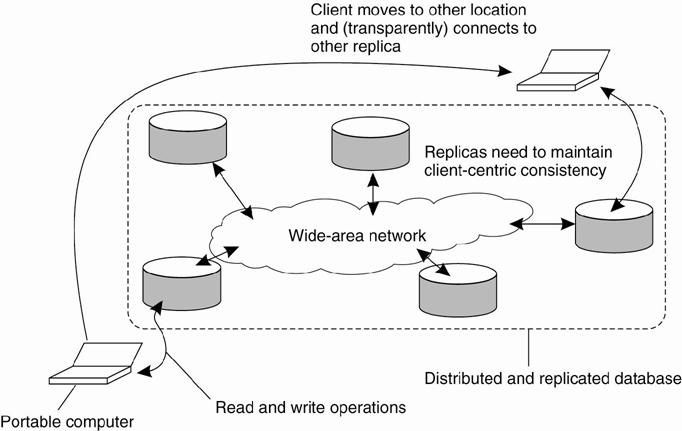 Client moves to other location
and (transparently) connects to
other replica
Replicas need to maintain
client-centric consistency
Wide-area network
Distributed and replicated database
Read and write operations
Portable computer